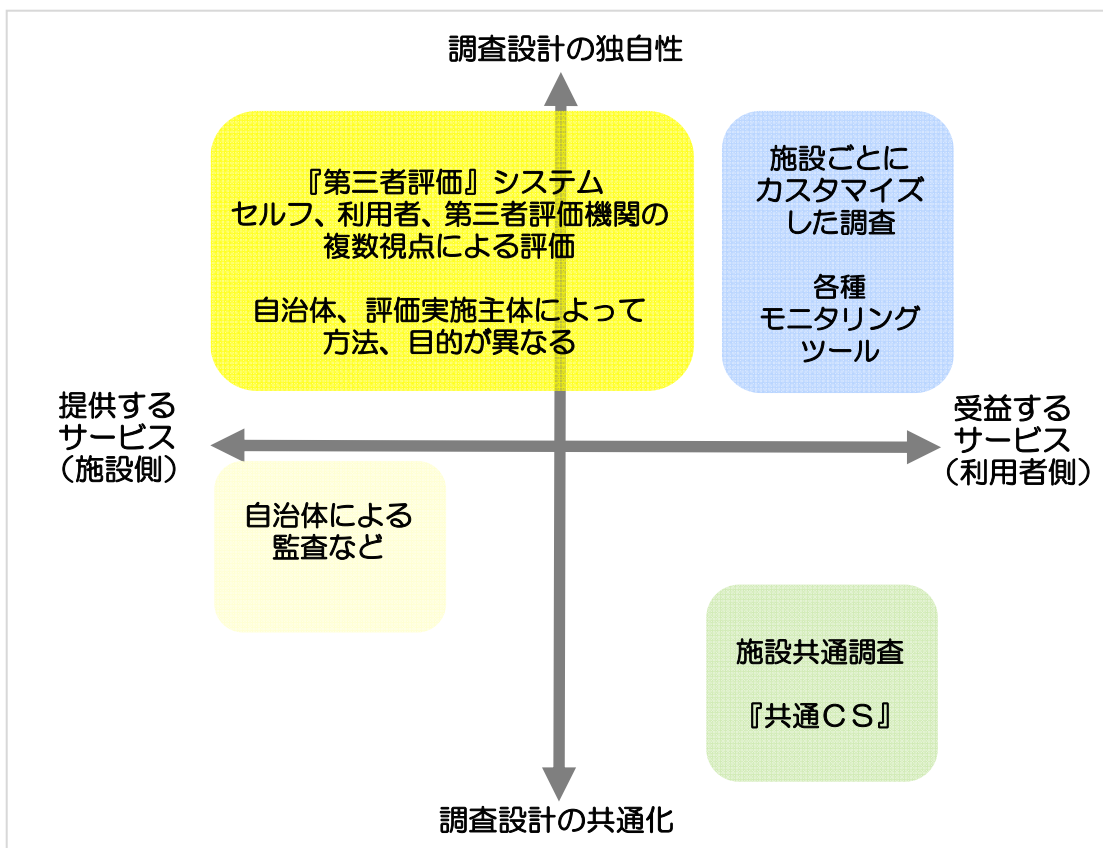 調査設計の独自性
『第三者評価』システム
セルフ、利用者、第三者評価機関の
複数視点による評価
自治体、評価実施主体によって
方法、目的が異なる
施設ごとに
カスタマイズ
した調査
各種
モニタリング
ツール
提供する
サービス
（施設側）
受益する
サービス
（利用者側）
自治体による
監査など
施設共通調査
『共通ＣＳ』
調査設計の共通化